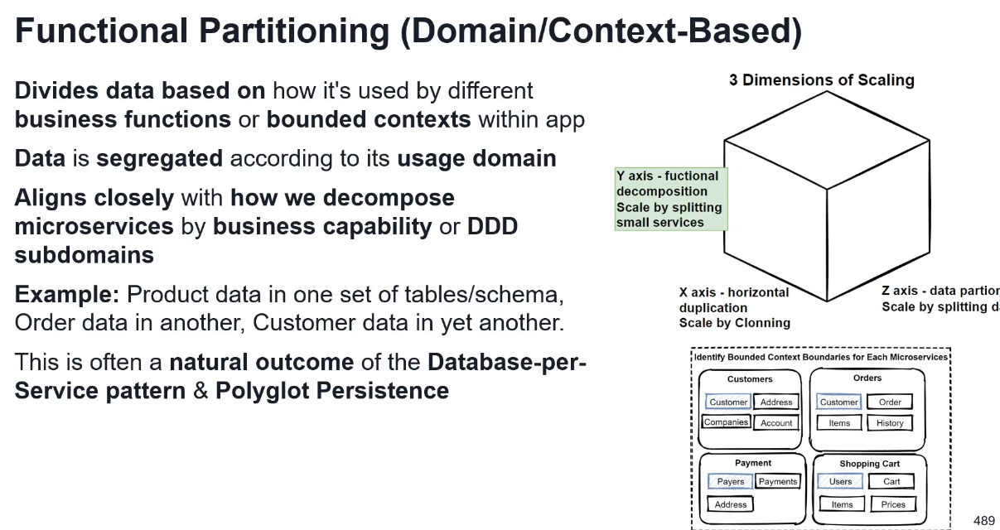 Functional Partitioning (Domain/Context-Based)
Divides data based on how it's used by different
business functions or bounded contexts within app
Data is segregated according to its usage domain
Aligns closely with how we decompose
microservices by business capability or DDD
subdomains
Example: Product data in one set of tables/schema,
Order data in another, Customer data in yet another.
This is often a natural outcome of the Database-per-
Service pattern & Polyglot Persistence
3 Dimensions of Scaling
Y axis - fuctional
decomposition
Scale by splitting
small services
X axis - horizontal
duplication
Scale by Clonning
Z axis - data partion
Scale by splitting
Identify Bounded Context Boundaries for Each Microservices
Customers
Customer
Address
Companies
Account
Orders
Customer
Order
Items
History
Payment
Payers
Payments
Address
Shopping Cart
Users
Cart
Items
Prices
489